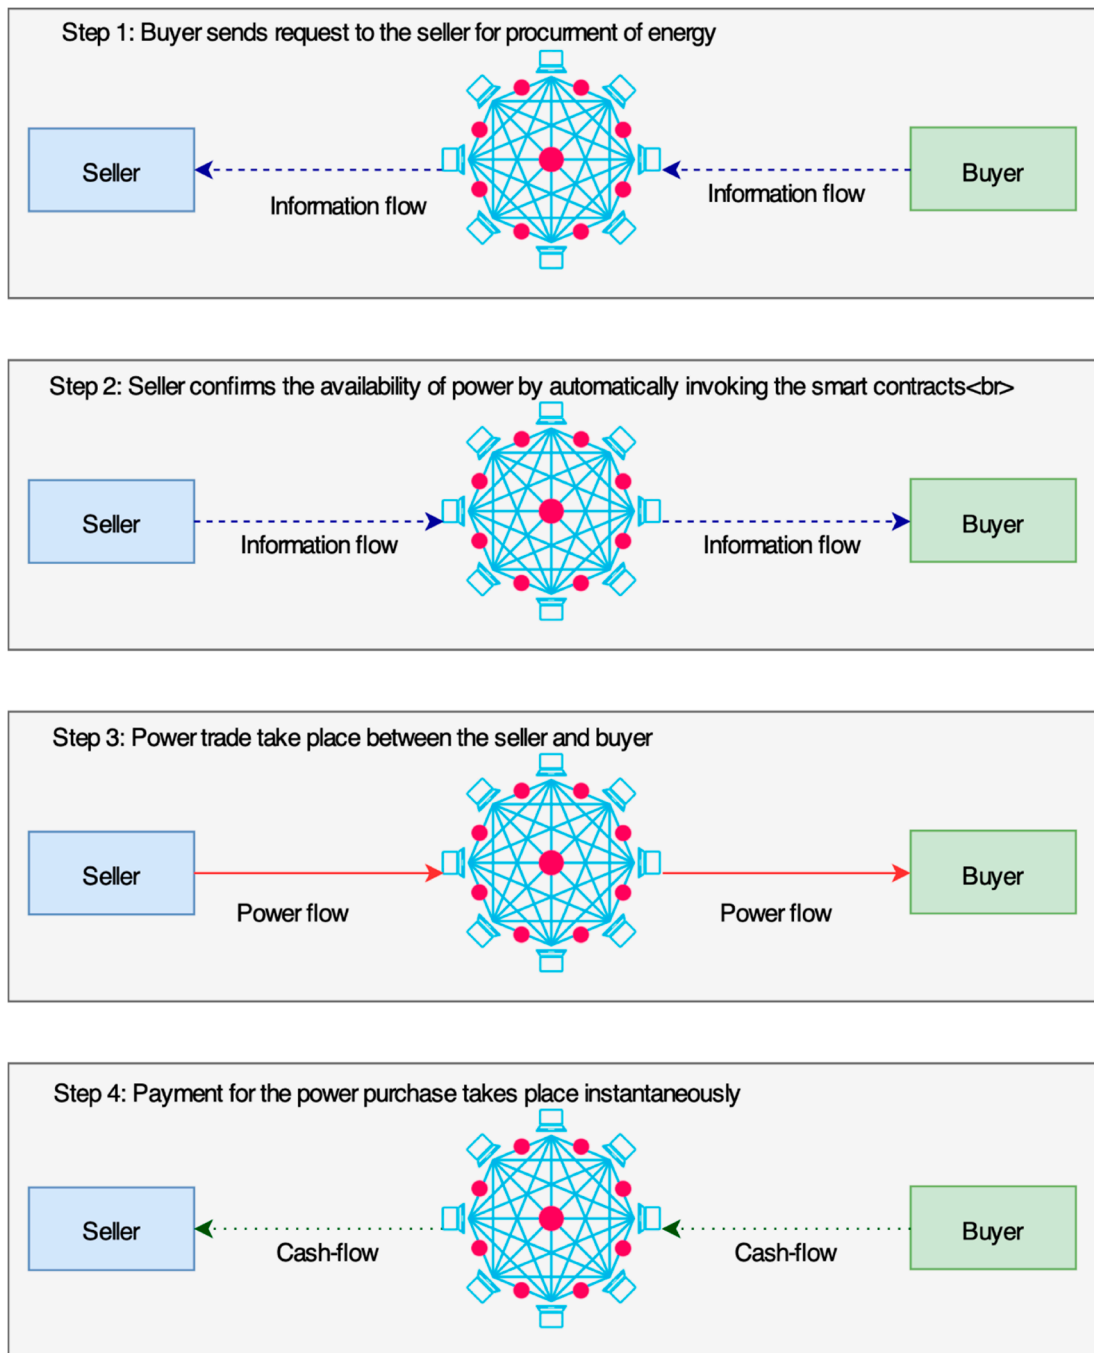 Step 1: Buyer sends request to the seller for procurment of energy
Seller
Information flow
Information flow
Buyer
Step 2: Seller confirms the availability of power by automatically invoking the smart contracts<br>
Seller
Information flow
Information flow
Buyer
Step 3: Power trade take place between the seller and buyer
Seller
Power flow
Power flow
Buyer
Step 4: Payment for the power purchase takes place instantaneously
Seller
Cash-flow
Cash-flow
Buyer